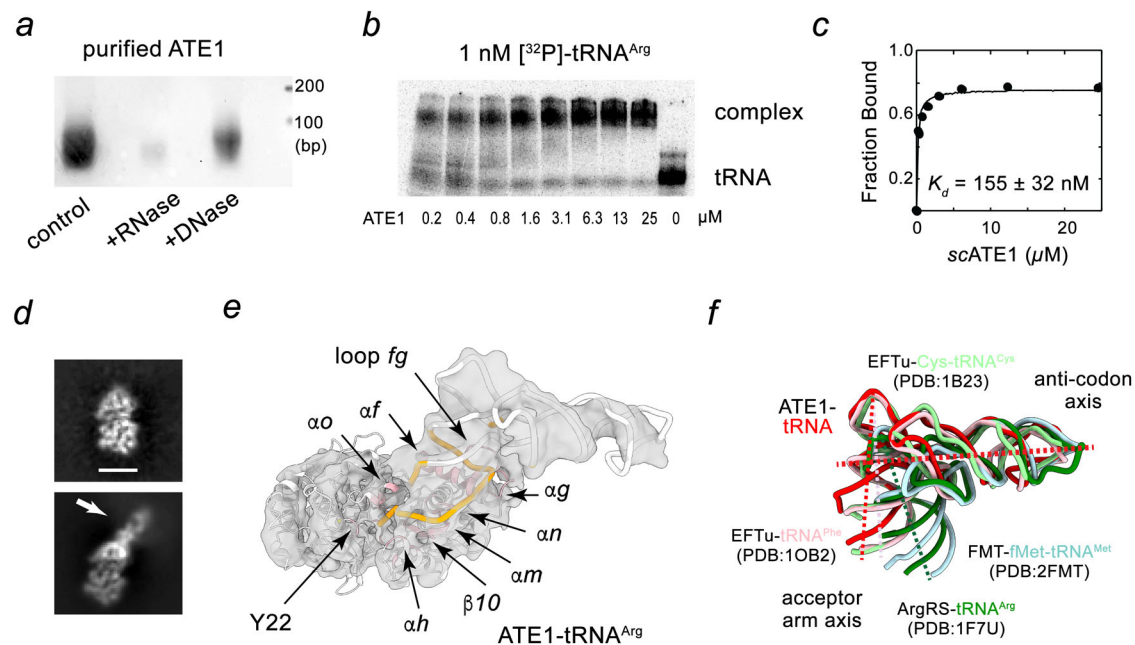 a
purified ATE1
200
100
(bp)
control
+RNase
+DNase
b
1 nM [³²P]-tRNAᴬʳᵍ
complex
tRNA
ATE1 0.2 0.4 0.8 1.6 3.1 6.3 13 25 0 μM
c
Fraction Bound
1.0
0.8
0.4
0.2
0
0 10 20
Kd = 155 ± 32 nM
scATE1 (μM)
d
e
loop fg
αf
αo
αg
αn
αm
β10
αh
Y22
ATE1-tRNAᴬʳᵍ
f
EFTu-Cys-tRNAᶜʸˢ
(PDB:1B23)
anti-codon
axis
ATE1-
tRNA
EFTu-tRNAᴾʰᵉ
(PDB:1OB2)
FMT-fMet-tRNAᴹᵉᵗ
(PDB:2FMT)
acceptor
arm axis
ArgRS-tRNAᴬʳᵍ
(PDB:1F7U)